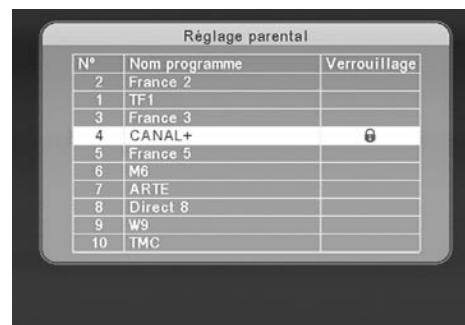 Réglage parental
N° Nom programme Verrouillage
2 France 2
1 TF1
3 France 3
4 CANAL+
5 France 5
6 M6
7 ARTE
8 Direct 8
9 W9
10 TMC